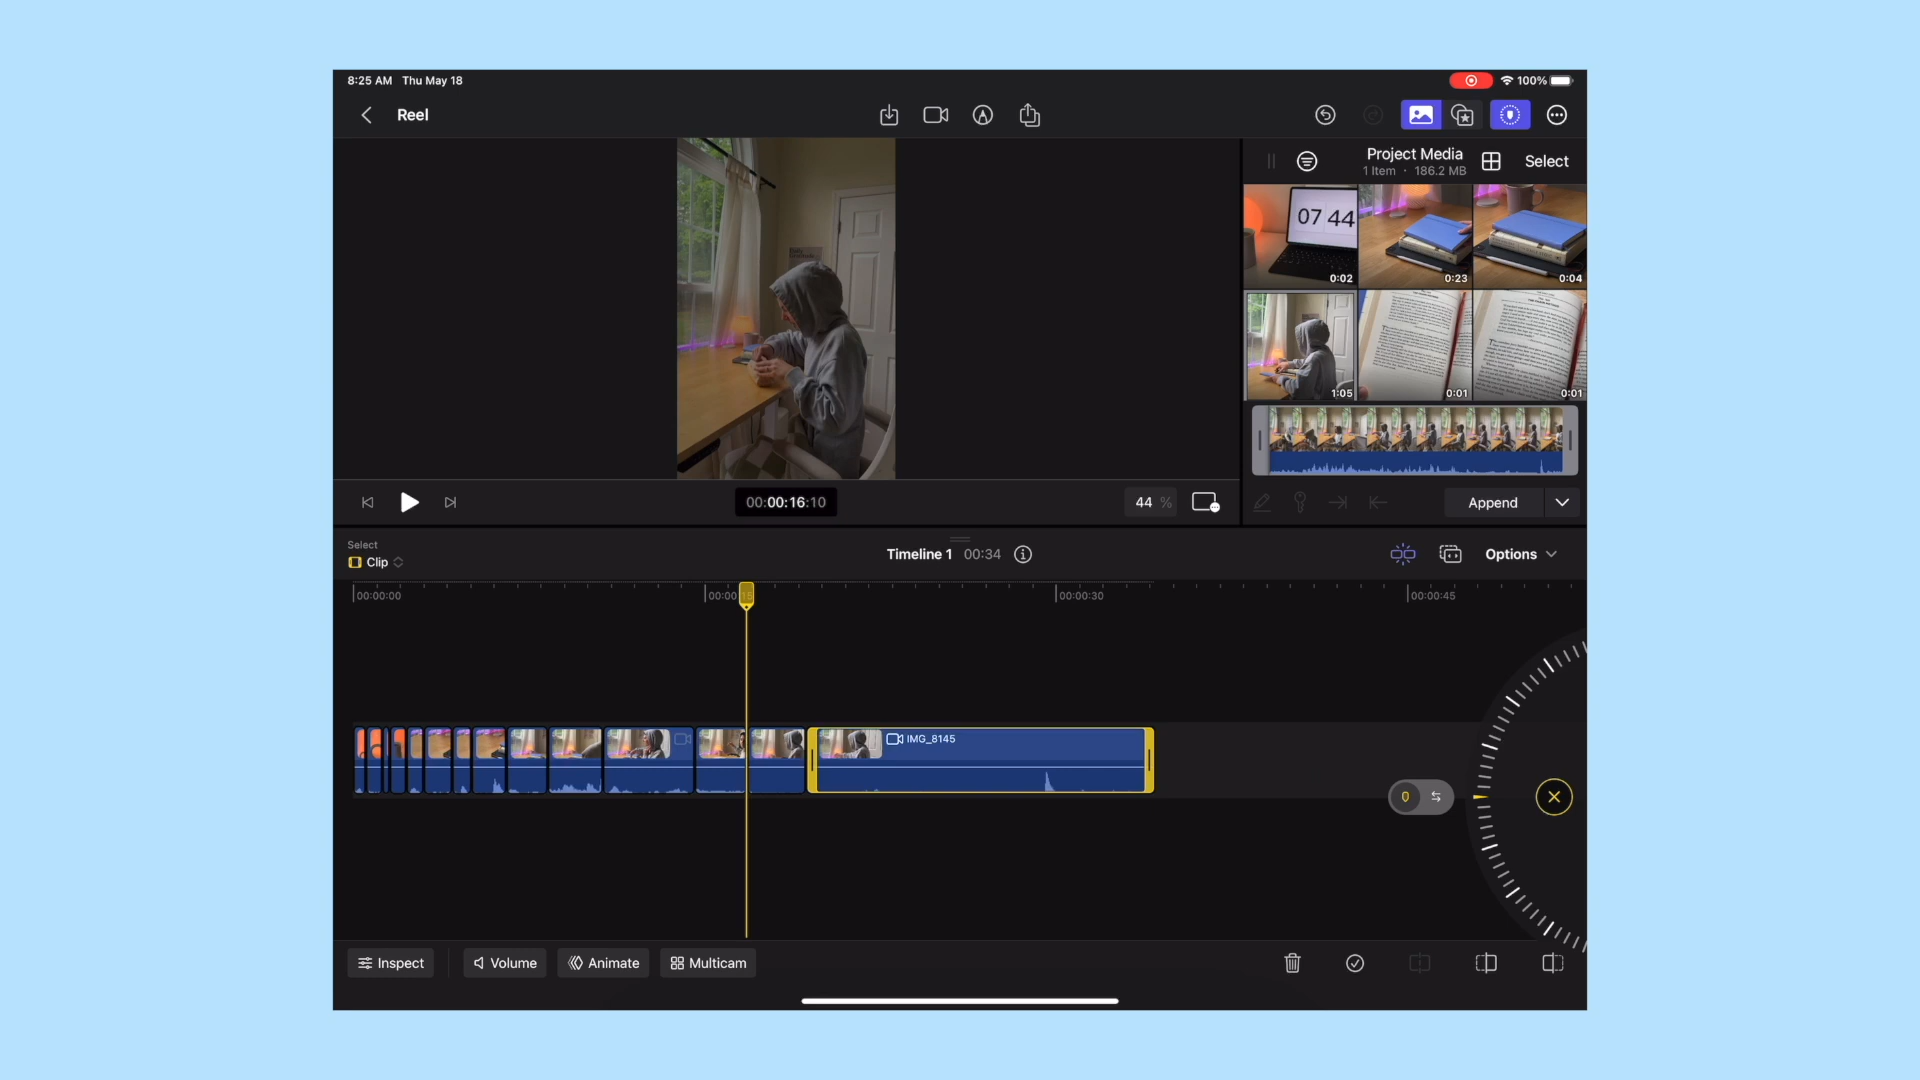 8:25 AM Thu May 18
100%
Reel
Project Media
1 Item · 186.2 MB
Select
07 44
0:02
0:23
0:04
1:05
0:01
0:01
00:00:16:10
44 %
Append
Select
Clip
Timeline 1 00:34
Options
00:00:00
00:00:15
00:00:30
00:00:45
IMG_8145
Inspect
Volume
Animate
Multicam